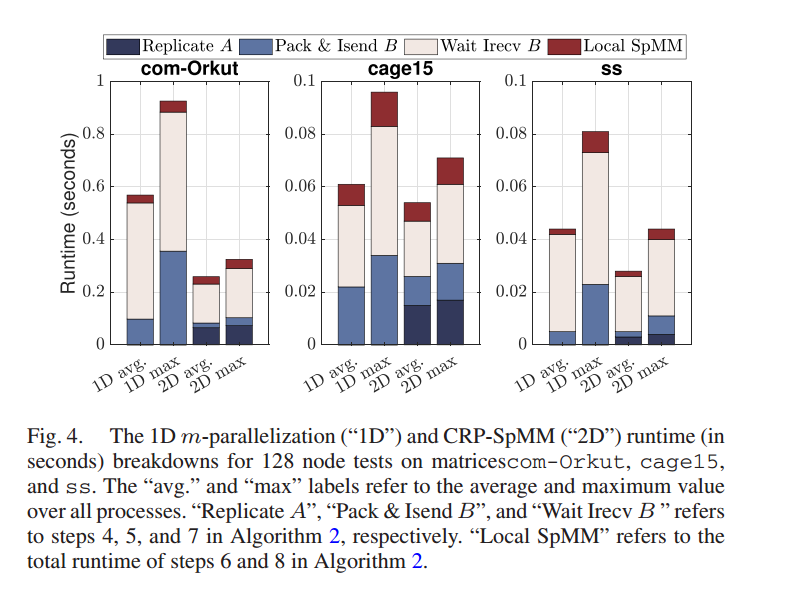 Replicate A Pack & Isend B Wait Irecv B Local SpMM
com-Orkut cage15 ss
Runtime (seconds)
1
0.8
0.6
0.4
0.2
0
1D avg.
1D max
2D avg.
2D max
0.1
0.08
0.06
0.04
0.02
0
1D avg.
1D max
2D avg.
2D max
0.1
0.08
0.06
0.04
0.02
0
1D avg.
1D max
2D avg.
2D max
Fig. 4. The 1D m-parallelization (“1D”) and CRP-SpMM (“2D”) runtime (in
seconds) breakdowns for 128 node tests on matricescom-Orkut, cage15,
and ss. The “avg.” and “max” labels refer to the average and maximum value
over all processes. “Replicate A”, “Pack & Isend B”, and “Wait Irecv B ” refers
to steps 4, 5, and 7 in Algorithm 2, respectively. “Local SpMM” refers to the
total runtime of steps 6 and 8 in Algorithm 2.